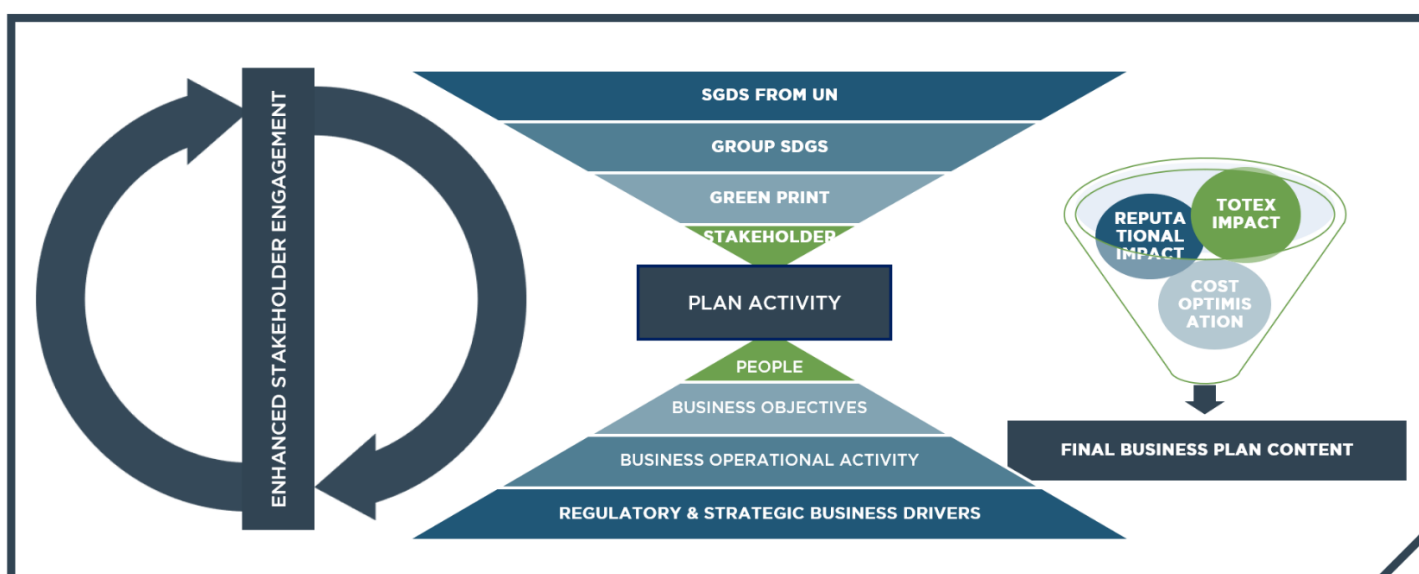 ENHANCED STAKEHOLDER ENGAGEMENT
SGDS FROM UN
GROUP SDGS
GREEN PRINT
STAKEHOLDER
PLAN ACTIVITY
PEOPLE
BUSINESS OBJECTIVES
BUSINESS OPERATIONAL ACTIVITY
REGULATORY & STRATEGIC BUSINESS DRIVERS
REPUTA
TIONAL
IMPACT
TOTEX
IMPACT
COST
OPTIMIS
ATION
FINAL BUSINESS PLAN CONTENT